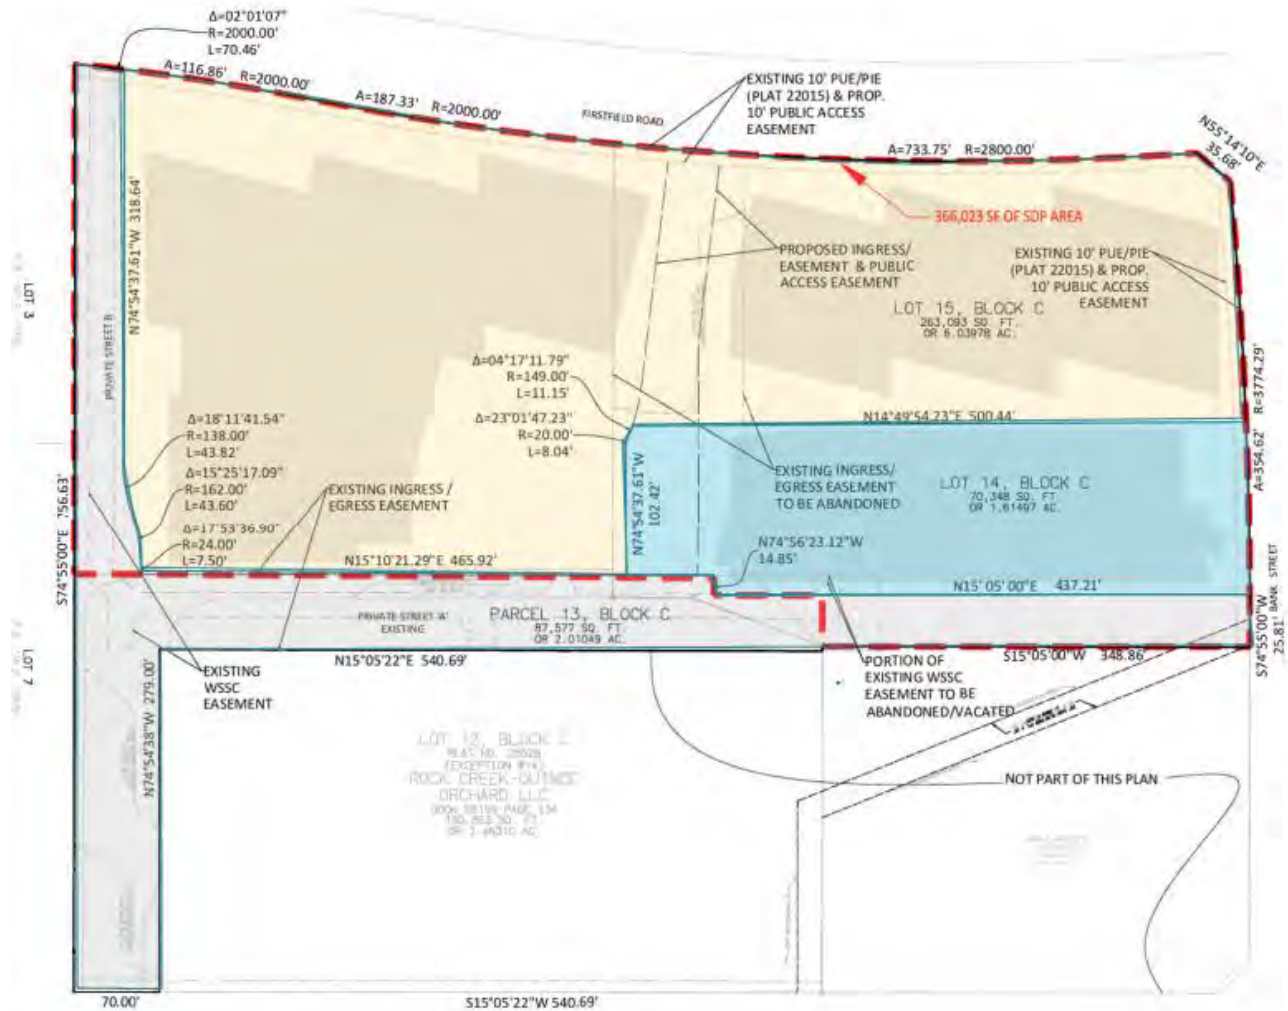 Δ=02°01'07"
R=2000.00'
L=70.46'
A=116.86' R=2000.00'
A=187.33' R=2000.00'
FIRSTFIELD ROAD
EXISTING 10' PUE/PIE
(PLAT 22015) & PROP.
10' PUBLIC ACCESS
EASEMENT
A=733.75' R=2800.00'
N55°14'10"E
35.68'
366,023 SF OF SDP AREA
N74°54'37.61"W 318.64'
PROPOSED INGRESS/
EASEMENT & PUBLIC
ACCESS EASEMENT
EXISTING 10' PUE/PIE
(PLAT 22015) & PROP.
10' PUBLIC ACCESS
EASEMENT
LOT 3
LOT 15, BLOCK C
263,093 SQ. FT.
OR 6.03978 AC.
PRIVATE STREET B
Δ=04°17'11.79"
R=149.00'
L=11.15'
R=3774.29'
A=354.62'
Δ=18°11'41.54"
R=138.00'
L=43.82'
Δ=23°01'47.23"
R=20.00'
L=8.04'
N14°49'54.23"E 500.44'
Δ=15°25'17.09"
R=162.00'
L=43.60'
EXISTING INGRESS /
EGRESS EASEMENT
N74°54'37.61"W
102.42'
EXISTING INGRESS/
EGRESS EASEMENT
TO BE ABANDONED
LOT 14, BLOCK C
70,348 SQ. FT
OR 1.61497 AC.
Δ=17°53'36.90"
R=24.00'
L=7.50'
N15°10'21.29"E 465.92'
N74°56'23.12"W
14.85'
S74°55'00"E 756.63'
N15°05'00"E 437.21'
PRIVATE STREET 'A'
EXISTING
PARCEL 13, BLOCK C
87,577 SQ. FT.
OR 2.01049 AC.
BANK STREET
S74°55'00"W
25.81'
N15°05'22"E 540.69'
S15°05'00"W 348.86'
LOT 7
EXISTING
WSSC
EASEMENT
PORTION OF
EXISTING WSSC
EASEMENT TO BE
ABANDONED/VACATED
N74°54'38"W 279.00'
LOT 12, BLOCK C
ROCK CREEK-QUINCE
ORCHARD LLC
NOT PART OF THIS PLAN
70.00'
S15°05'22"W 540.69'